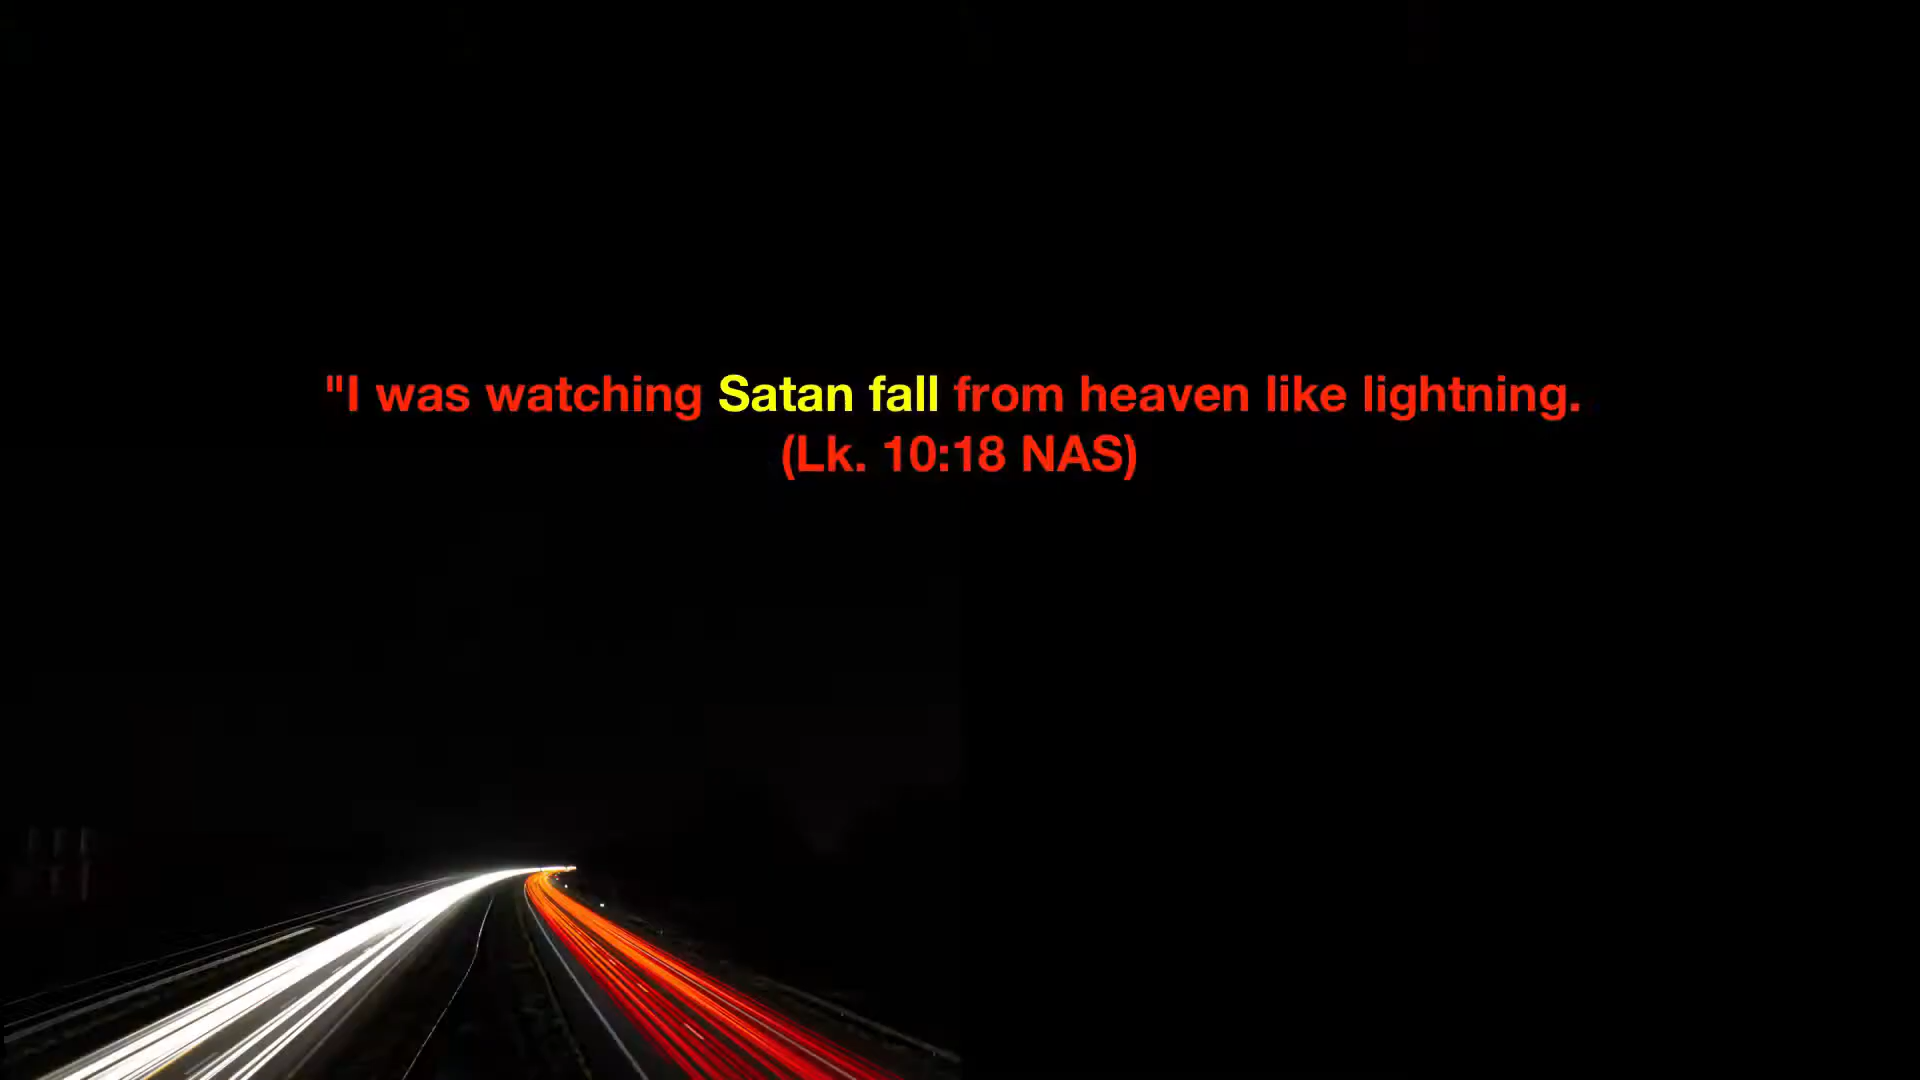 "I was watching Satan fall from heaven like lightning.
(Lk. 10:18 NAS)